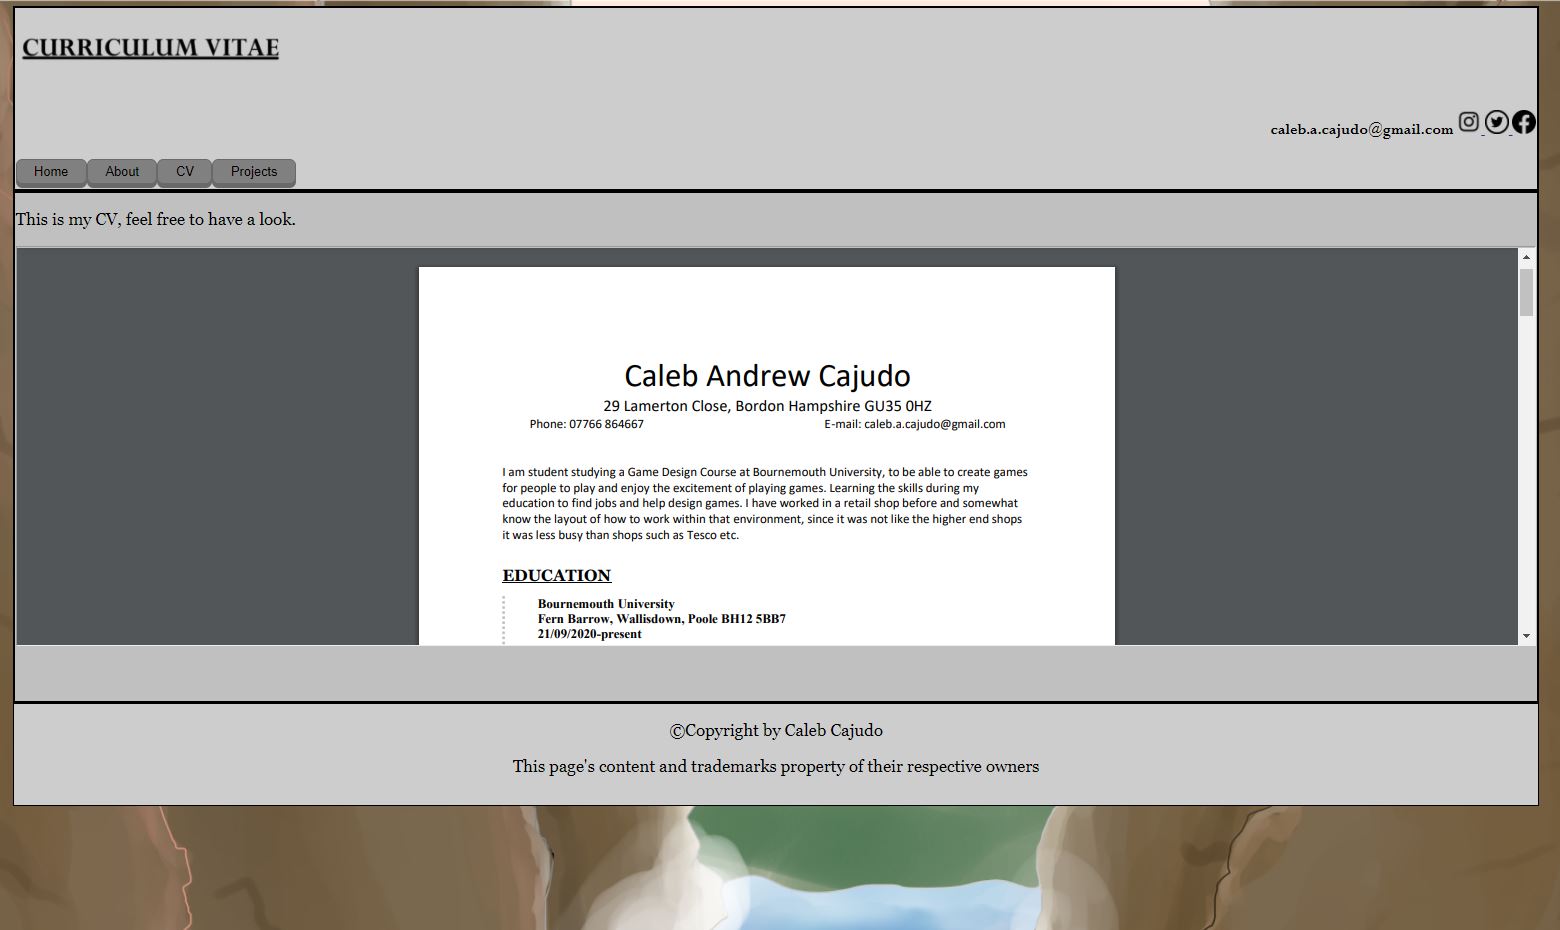 CURRICULUM VITAE
caleb.a.cajudo@gmail.com
Home About CV Projects
This is my CV, feel free to have a look.
Caleb Andrew Cajudo
29 Lamerton Close, Bordon Hampshire GU35 0HZ
Phone: 07766 864667 E-mail: caleb.a.cajudo@gmail.com
I am student studying a Game Design Course at Bournemouth University, to be able to create games
for people to play and enjoy the excitement of playing games. Learning the skills during my
education to find jobs and help design games. I have worked in a retail shop before and somewhat
know the layout of how to work within that environment, since it was not like the higher end shops
it was less busy than shops such as Tesco etc.
EDUCATION
Bournemouth University
Fern Barrow, Wallisdown, Poole BH12 5BB7
21/09/2020-present
©Copyright by Caleb Cajudo
This page's content and trademarks property of their respective owners